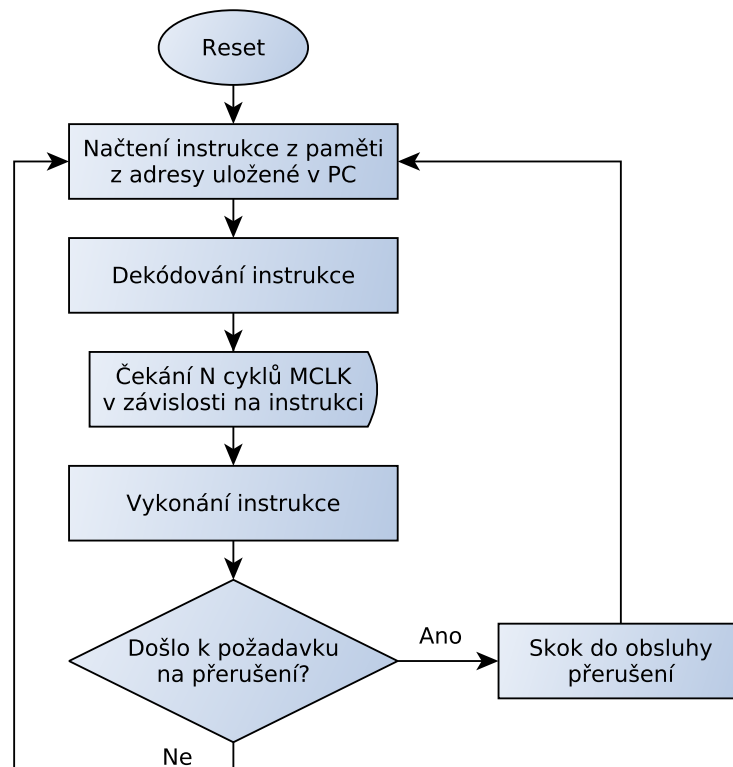 Reset
Načtení instrukce z paměti
z adresy uložené v PC
Dekódování instrukce
Čekání N cyklů MCLK
v závislosti na instrukci
Vykonání instrukce
Došlo k požadavku
na přerušení?
Ano
Skok do obsluhy
přerušení
Ne